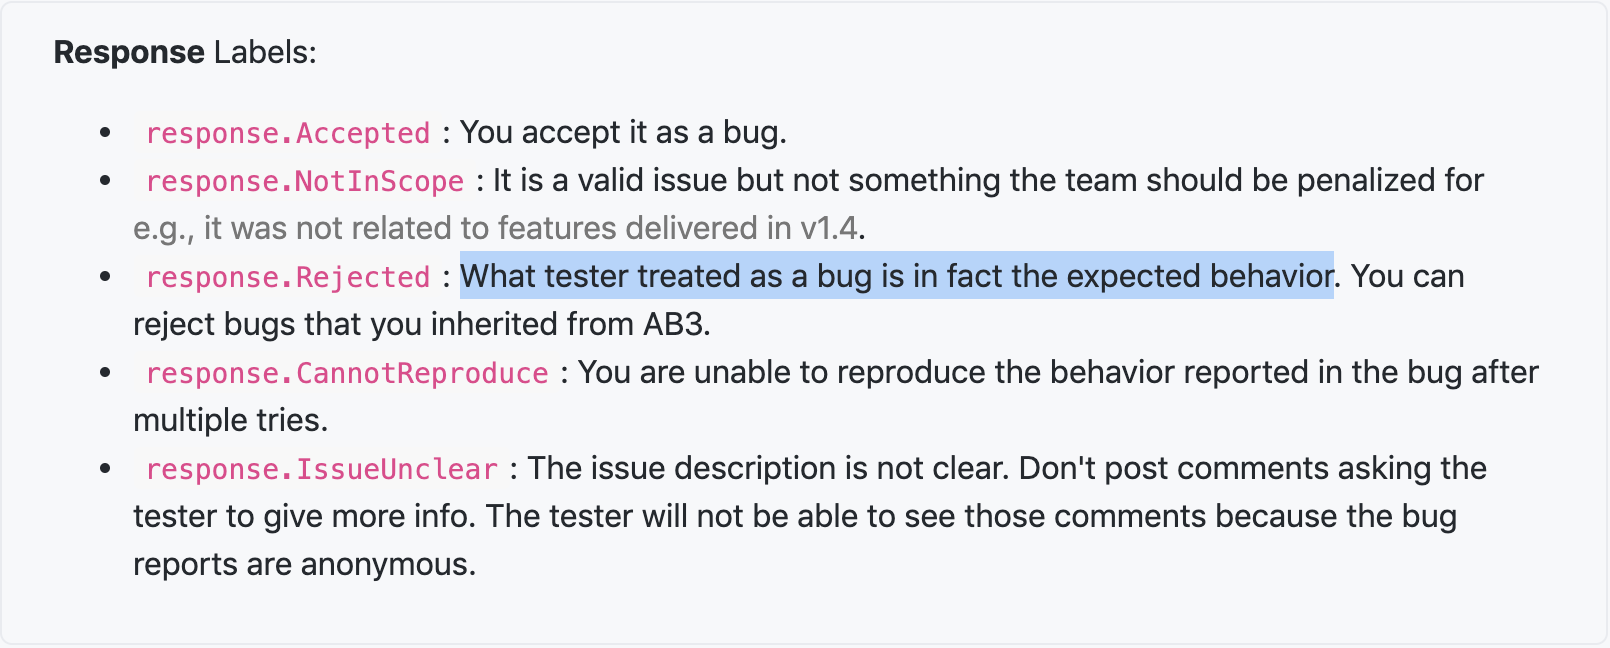 Response Labels:
• response.Accepted : You accept it as a bug.
• response.NotInScope : It is a valid issue but not something the team should be penalized for
e.g., it was not related to features delivered in v1.4.
• response.Rejected : What tester treated as a bug is in fact the expected behavior. You can
reject bugs that you inherited from AB3.
• response.CannotReproduce : You are unable to reproduce the behavior reported in the bug after
multiple tries.
• response.IssueUnclear : The issue description is not clear. Don't post comments asking the
tester to give more info. The tester will not be able to see those comments because the bug
reports are anonymous.